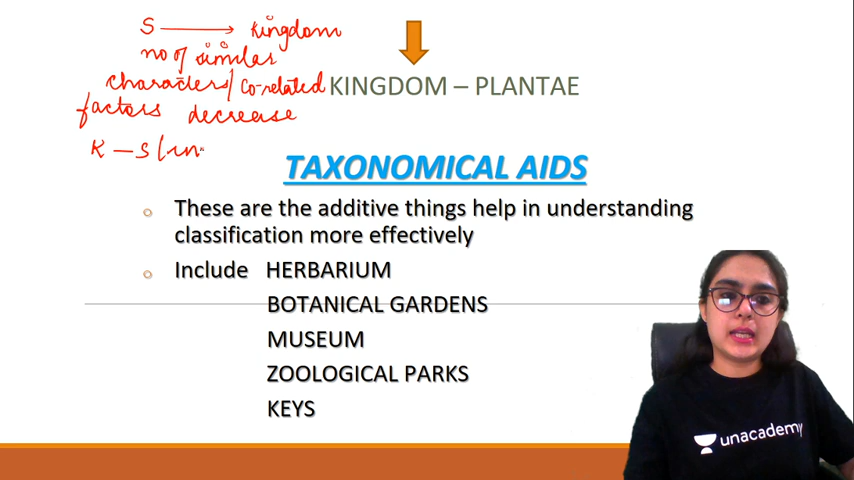 S → Kingdom
no of similar
characters/ co-related
factors decrease
K – S (in
KINGDOM – PLANTAE
TAXONOMICAL AIDS
These are the additive things help in understanding
classification more effectively
Include HERBARIUM
BOTANICAL GARDENS
MUSEUM
ZOOLOGICAL PARKS
KEYS
unacademy